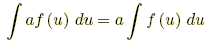 ∫ af (u) du = a ∫ f (u) du